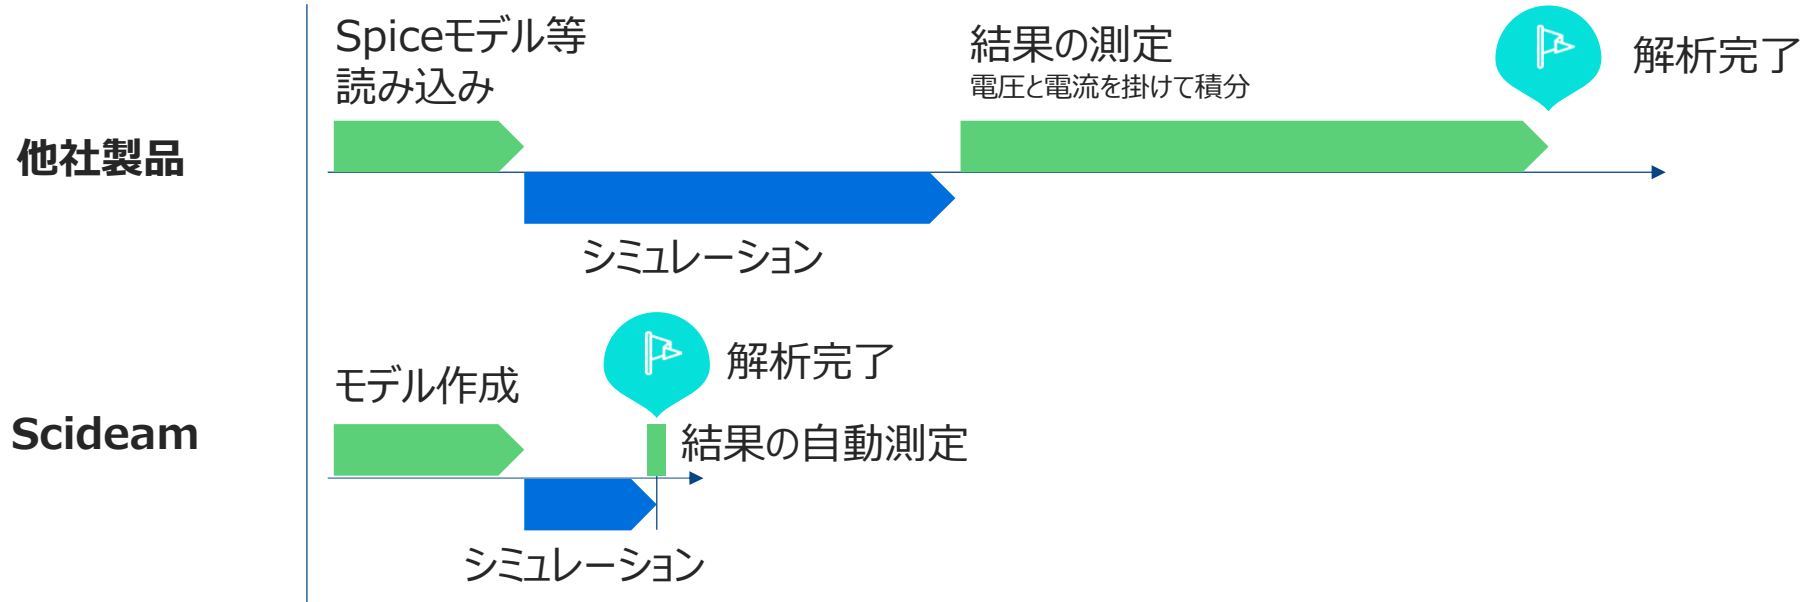 Spiceモデル等
読み込み
結果の測定
電圧と電流を掛けて積分
解析完了
他社製品
シミュレーション
解析完了
モデル作成
Scideam
結果の自動測定
シミュレーション